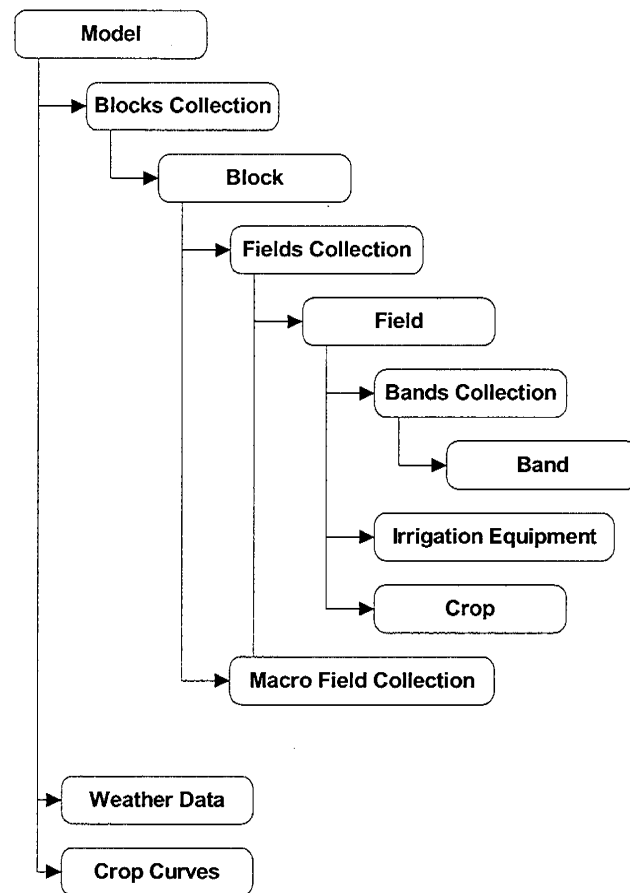 Model
Blocks Collection
Block
Fields Collection
Field
Bands Collection
Band
Irrigation Equipment
Crop
Macro Field Collection
Weather Data
Crop Curves